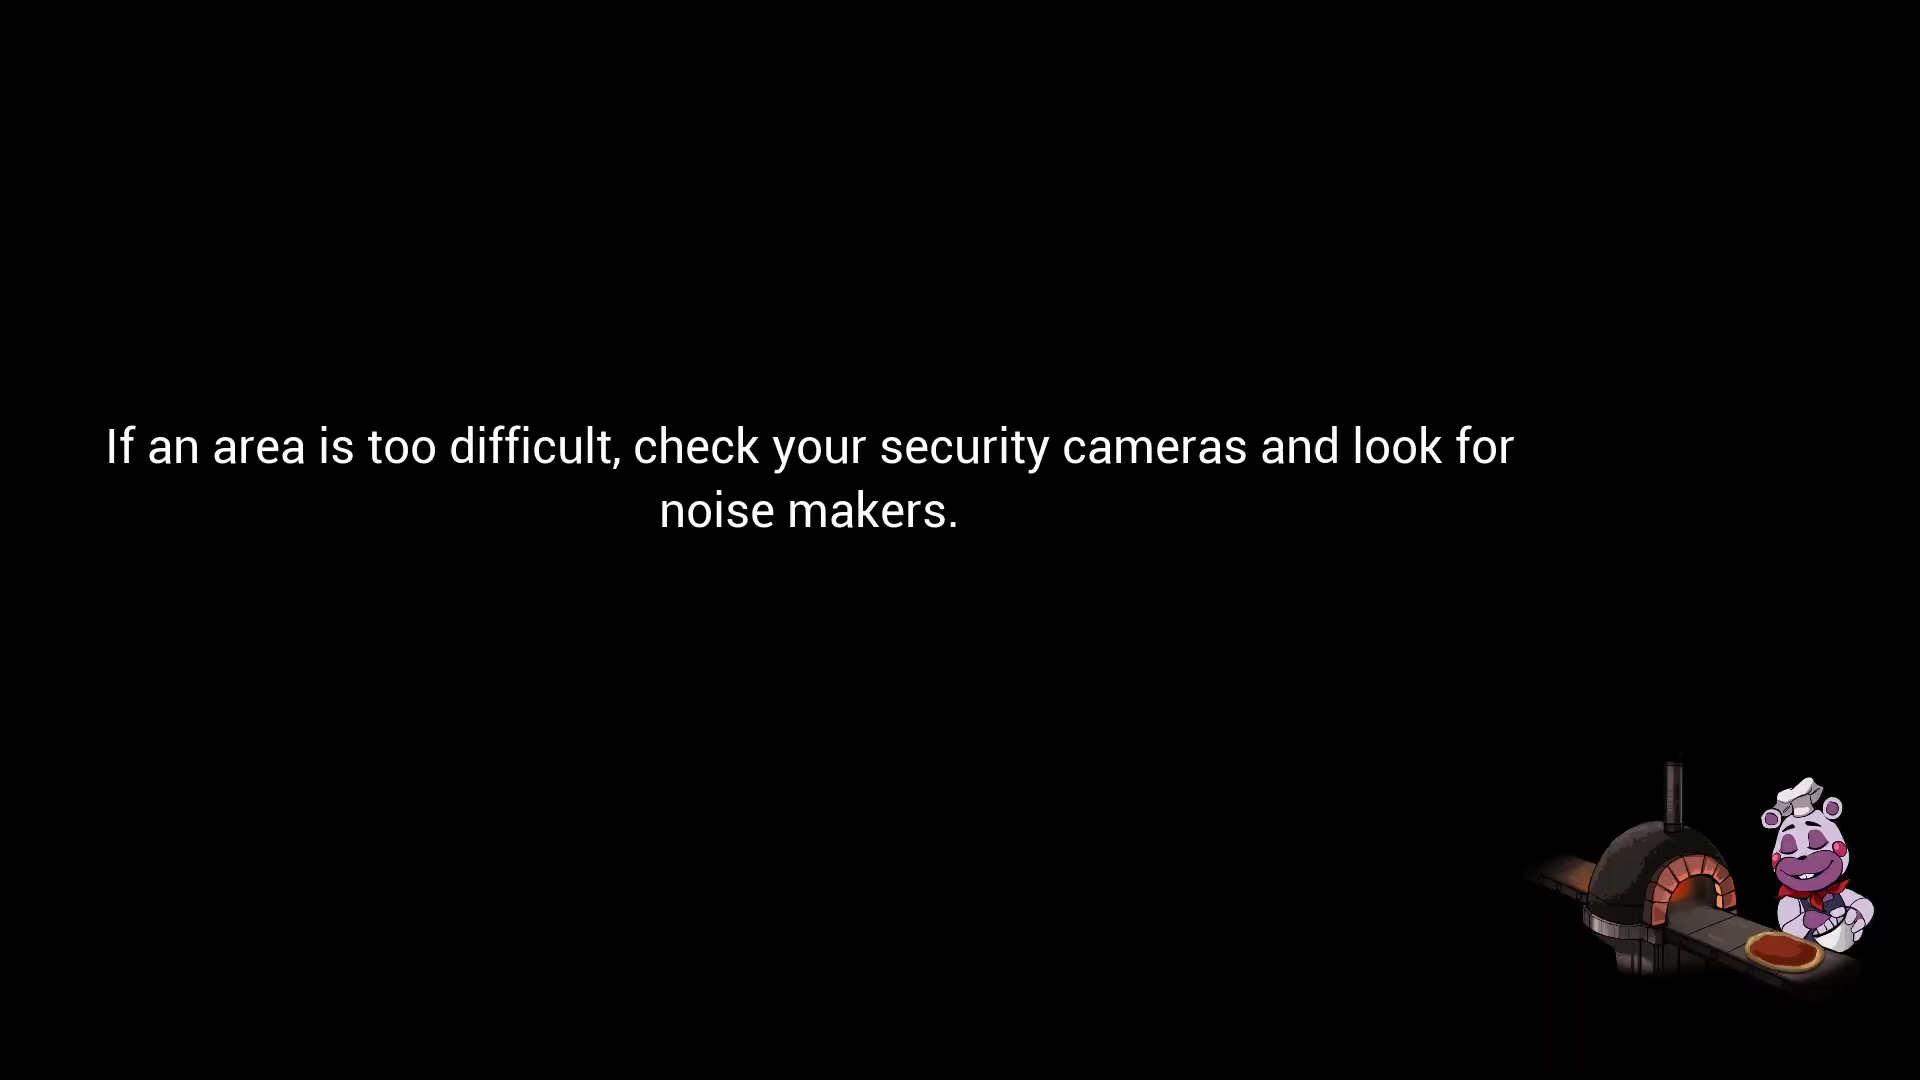 If an area is too difficult, check your security cameras and look for
noise makers.